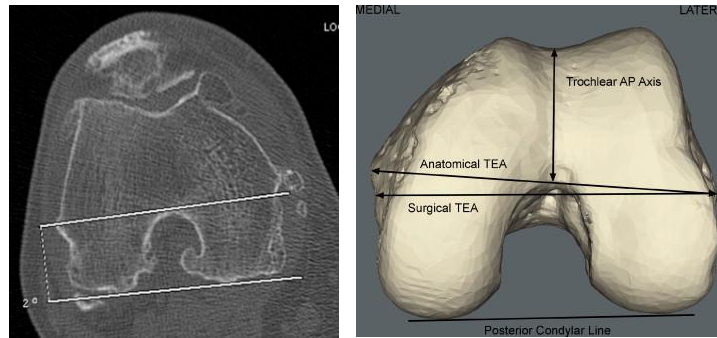 LO
2°
MEDIAL
LATER
Trochlear AP Axis
Anatomical TEA
Surgical TEA
Posterior Condylar Line